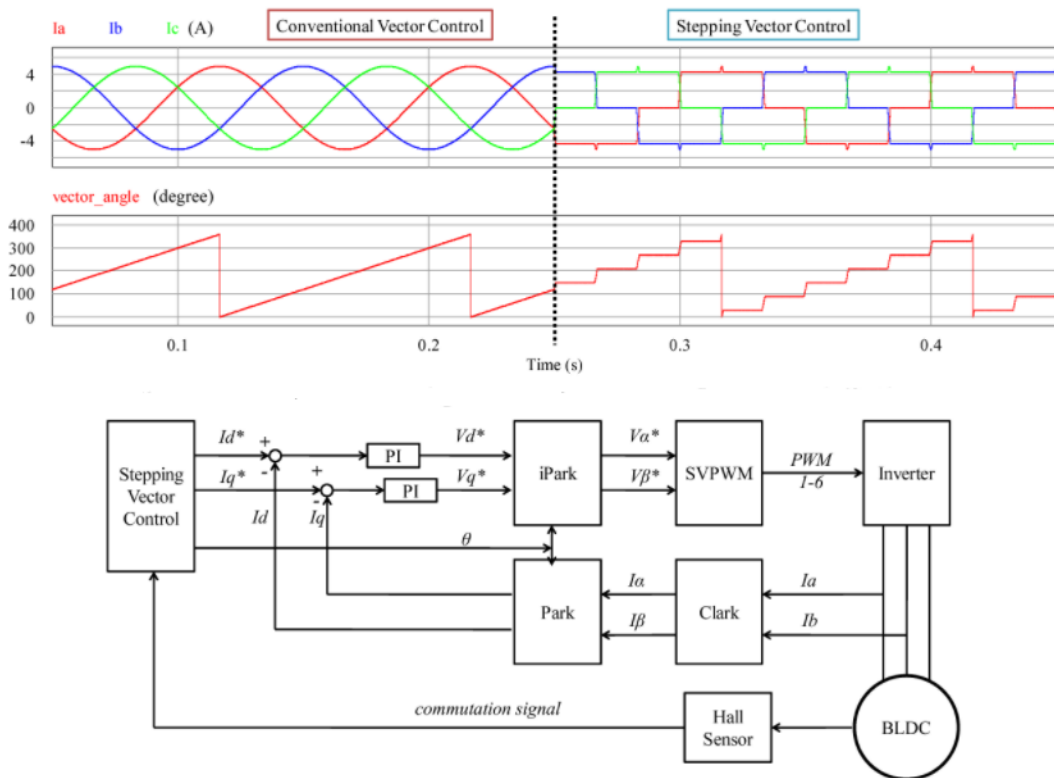 Ia Ib Ic (A)
Conventional Vector Control
Stepping Vector Control
4
0
-4
vector_angle (degree)
400
300
200
100
0
0.1 0.2 0.3 0.4
Time (s)
Stepping
Vector
Control
Id*
Iq*
+
-
+
-
Id
Iq
θ
PI
PI
Vd*
Vq*
iPark
Vα*
Vβ*
SVPWM
PWM
1-6
Inverter
Park
Iα
Iβ
Clark
Ia
Ib
commutation signal
Hall
Sensor
BLDC